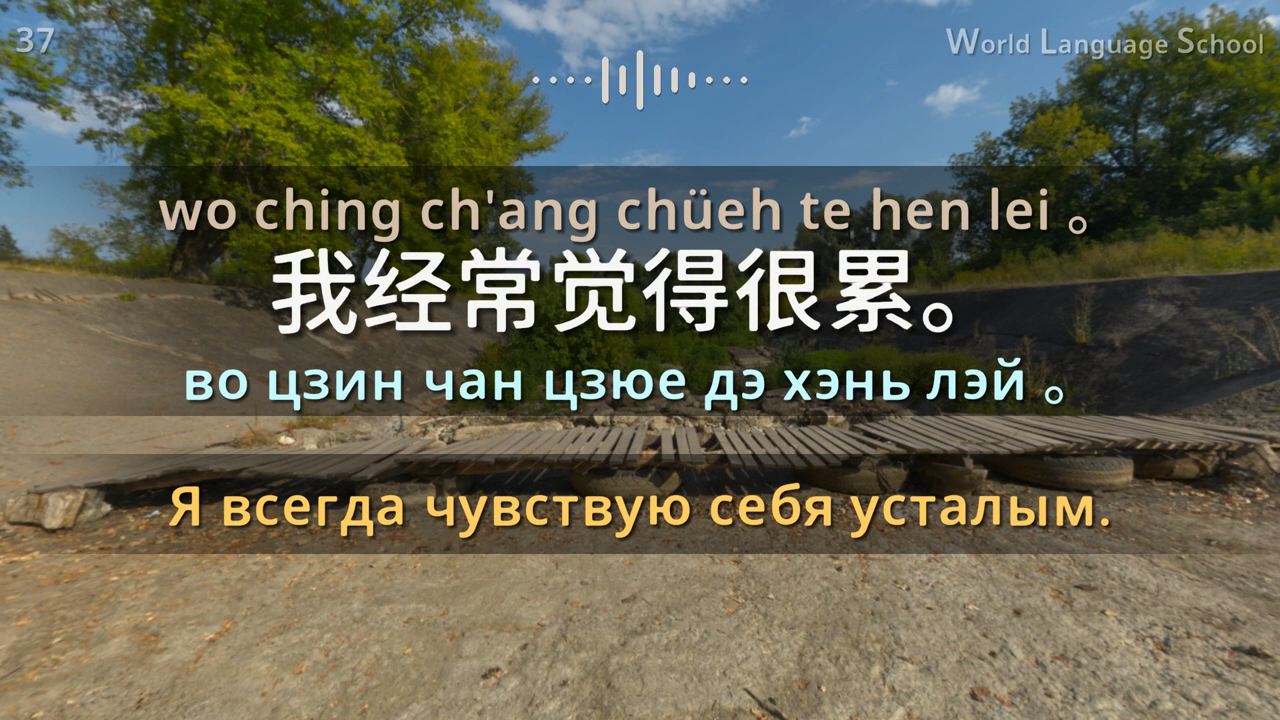 37
World Language School
wo ching ch'ang chüeh te hen lei 。
我经常觉得很累。
во цзин чан цзюе дэ хэнь лэй 。
Я всегда чувствую себя усталым.